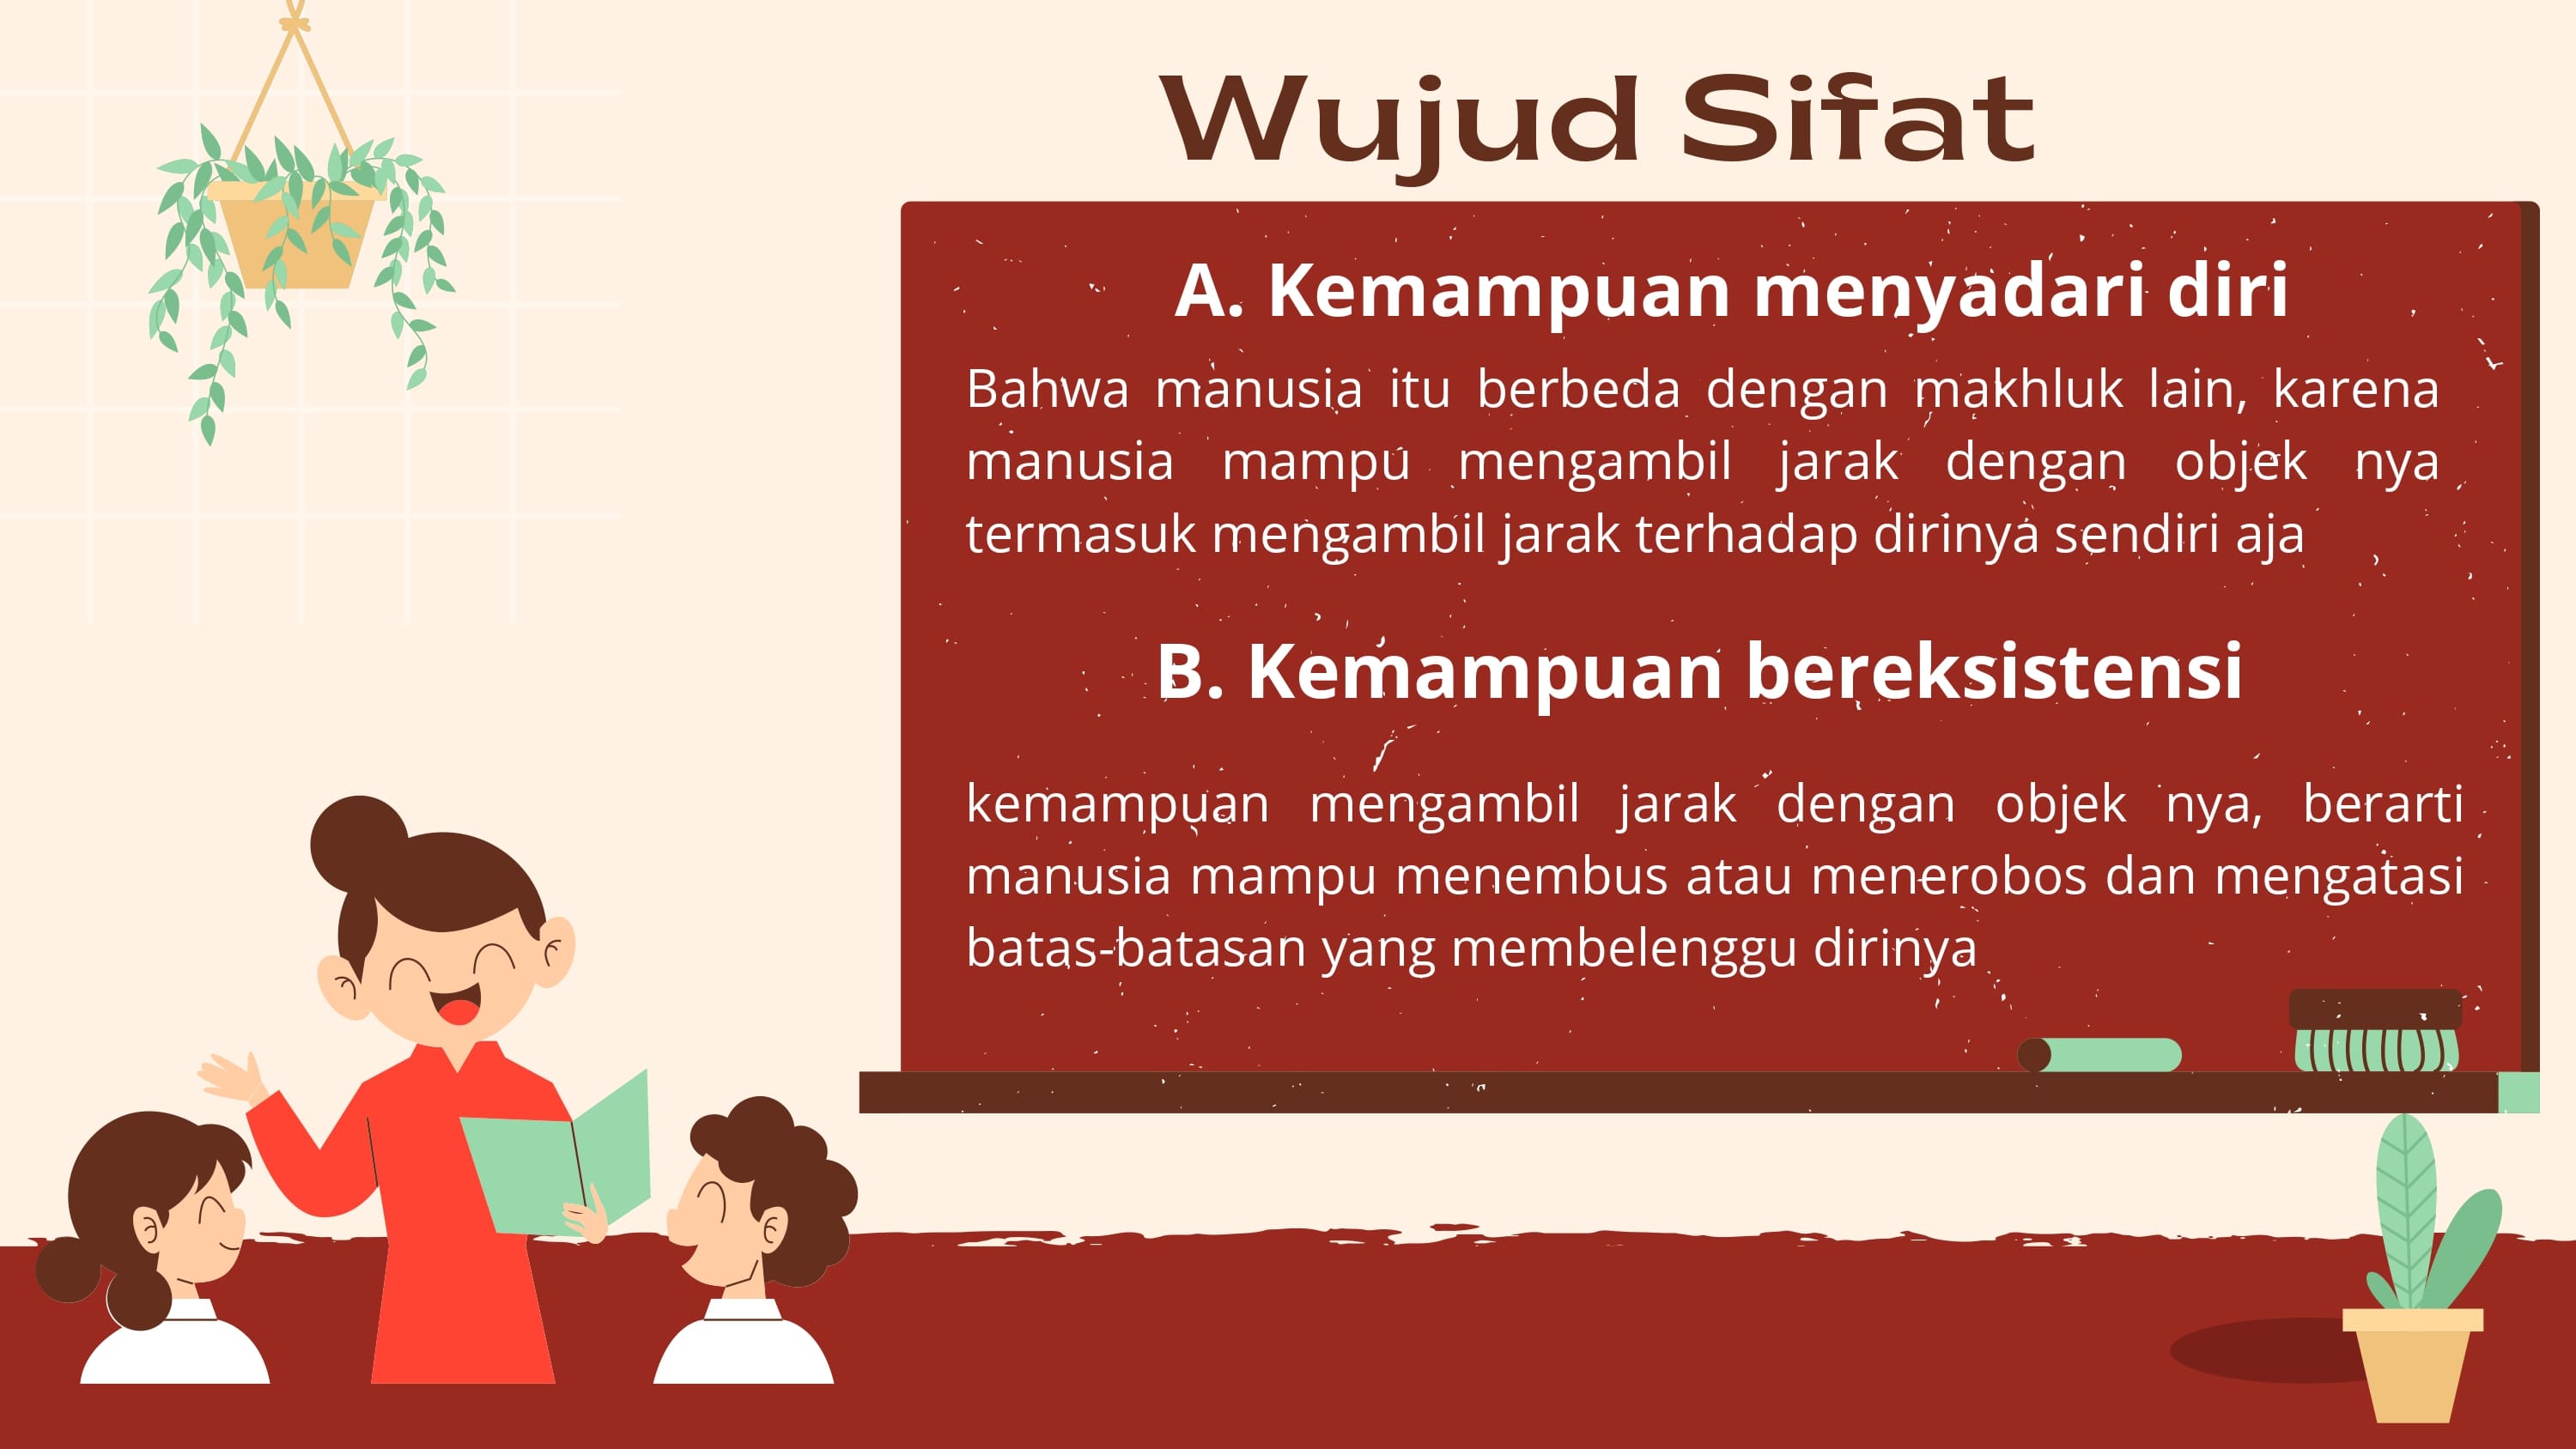 Wujud Sifat
A. Kemampuan menyadari diri
Bahwa manusia itu berbeda dengan makhluk lain, karena
manusia mampu mengambil jarak dengan objek nya
termasuk mengambil jarak terhadap dirinya sendiri aja
B. Kemampuan bereksistensi
kemampuan mengambil jarak dengan objek nya, berarti
manusia mampu menembus atau menerobos dan mengatasi
batas-batasan yang membelenggu dirinya